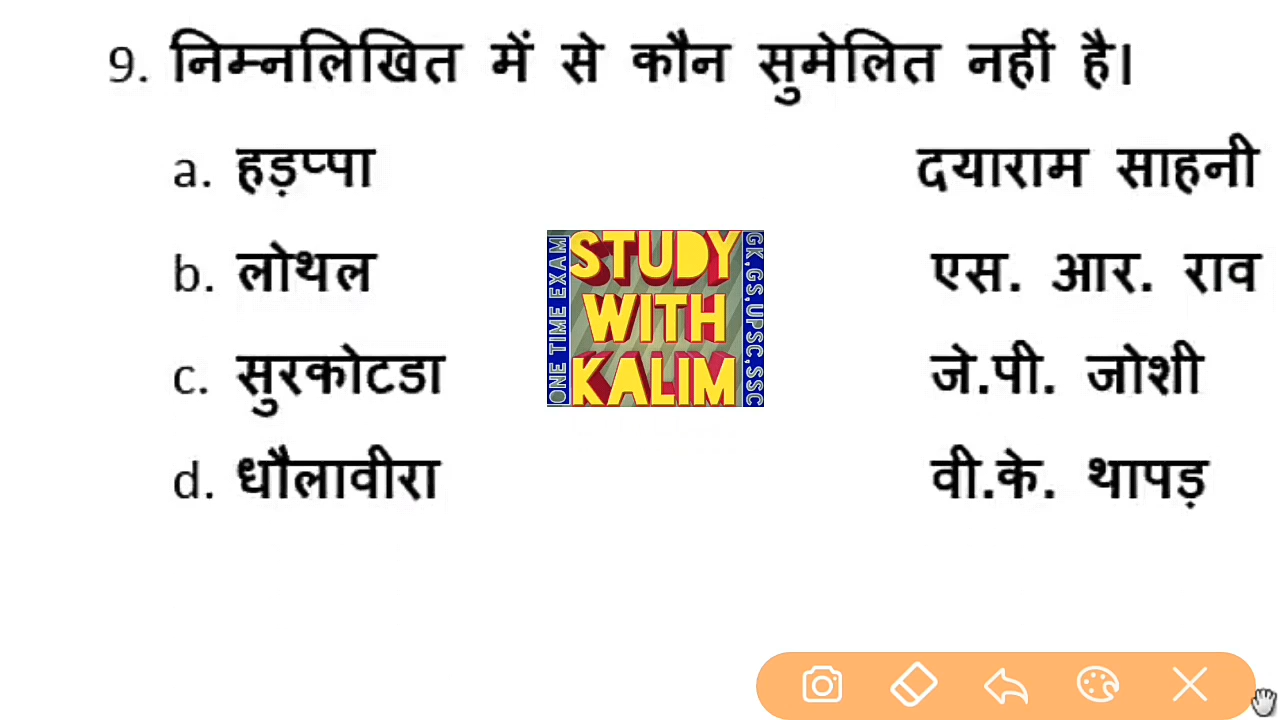 9. निम्नलिखित में से कौन सुमेलित नहीं है।
a. हड़प्पा दयाराम साहनी
b. लोथल एस. आर. राव
c. सुरकोटडा जे.पी. जोशी
d. धौलावीरा वी.के. थापड़
ONE TIME EXAM
STUDY
WITH
KALIM
GK,GS,UPSC,SSC